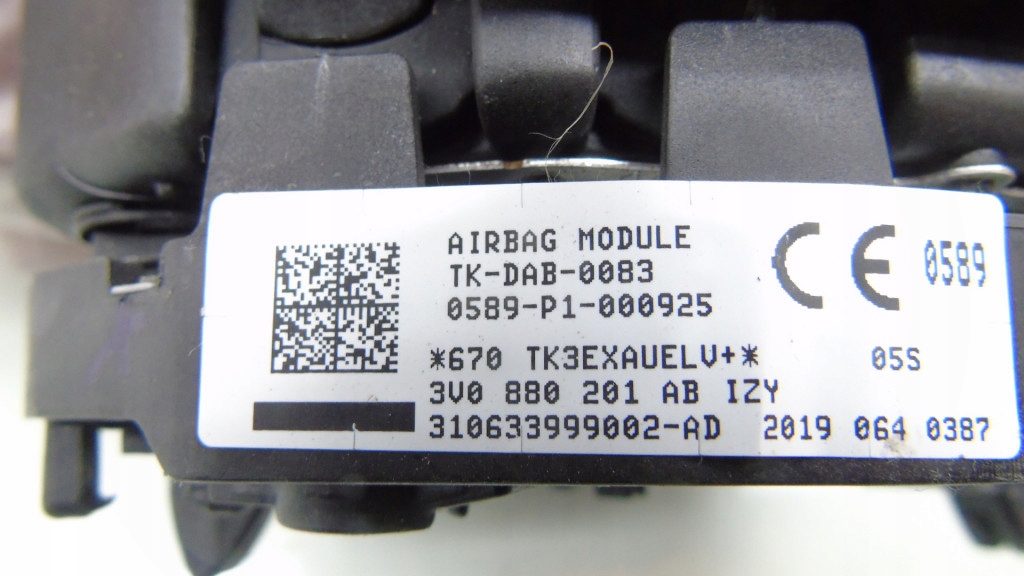 AIRBAG MODULE
TK-DAB-0083
0589-P1-000925
CE 0589
*670 TK3EXAUELV+* 05S
3V0 880 201 AB IZY
310633999002-AD 2019 064 0387